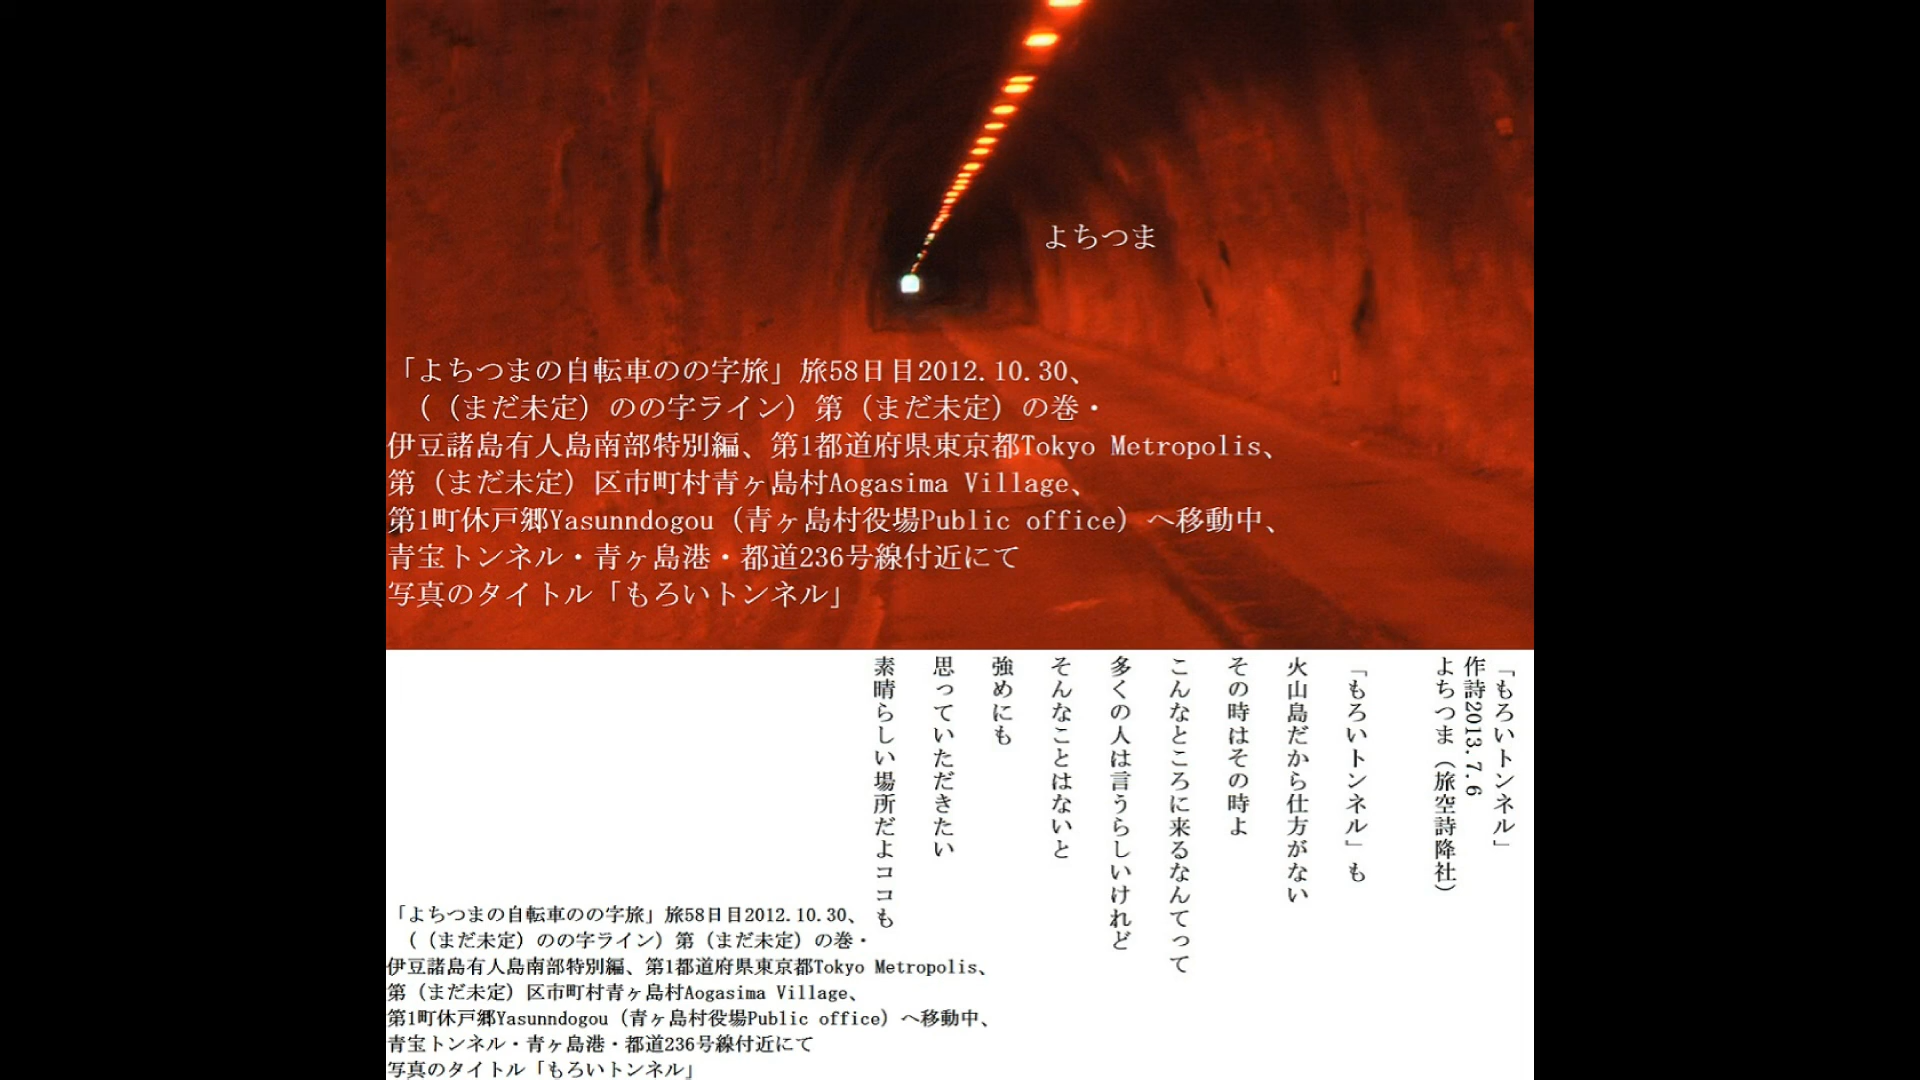 よちつま
「よちつまの自転車のの字旅」旅58日目2012.10.30、
（（まだ未定）のの字ライン）第（まだ未定）の巻・
伊豆諸島有人島南部特別編、第1都道府県東京都Tokyo Metropolis、
第（まだ未定）区市町村青ヶ島村Aogasima Village、
第1町休戸郷Yasunndogou（青ヶ島村役場Public office）へ移動中、
青宝トンネル・青ヶ島港・都道236号線付近にて
写真のタイトル「もろいトンネル」
「もろいトンネル」
作詩2013.7.6
よちつま（旅空詩降社）
「もろいトンネル」も
火山島だから仕方がない
その時はその時よ
こんなところに来るなんてって
多くの人は言うらしいけれど
そんなことはないと
強めにも
思っていただきたい
素晴らしい場所だよココも
「よちつまの自転車のの字旅」旅58日目2012.10.30、
（（まだ未定）のの字ライン）第（まだ未定）の巻・
伊豆諸島有人島南部特別編、第1都道府県東京都Tokyo Metropolis、
第（まだ未定）区市町村青ヶ島村Aogasima Village、
第1町休戸郷Yasunndogou（青ヶ島村役場Public office）へ移動中、
青宝トンネル・青ヶ島港・都道236号線付近にて
写真のタイトル「もろいトンネル」